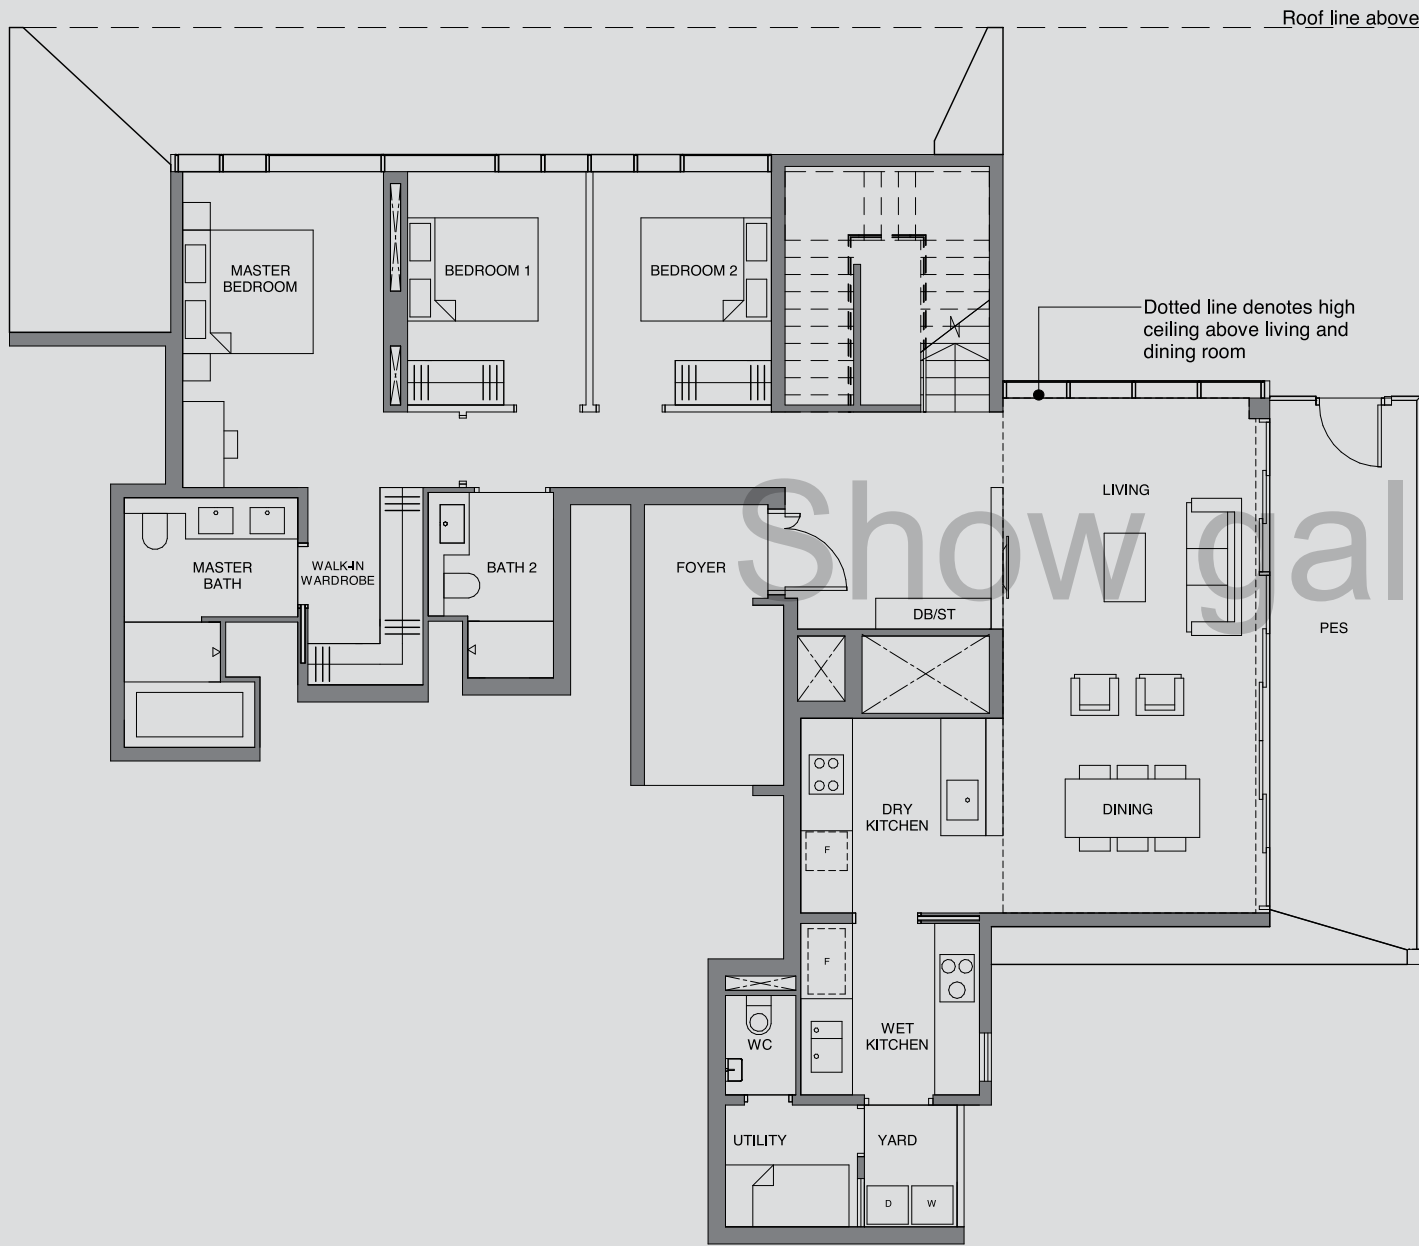 Roof line above
MASTER
BEDROOM
BEDROOM 1
BEDROOM 2
Dotted line denotes high
ceiling above living and
dining room
LIVING
Show gal
MASTER
BATH
WALK-IN
WARDROBE
BATH 2
FOYER
DB/ST
PES
DRY
KITCHEN
DINING
F
F
WET
KITCHEN
WC
UTILITY
YARD
D
W